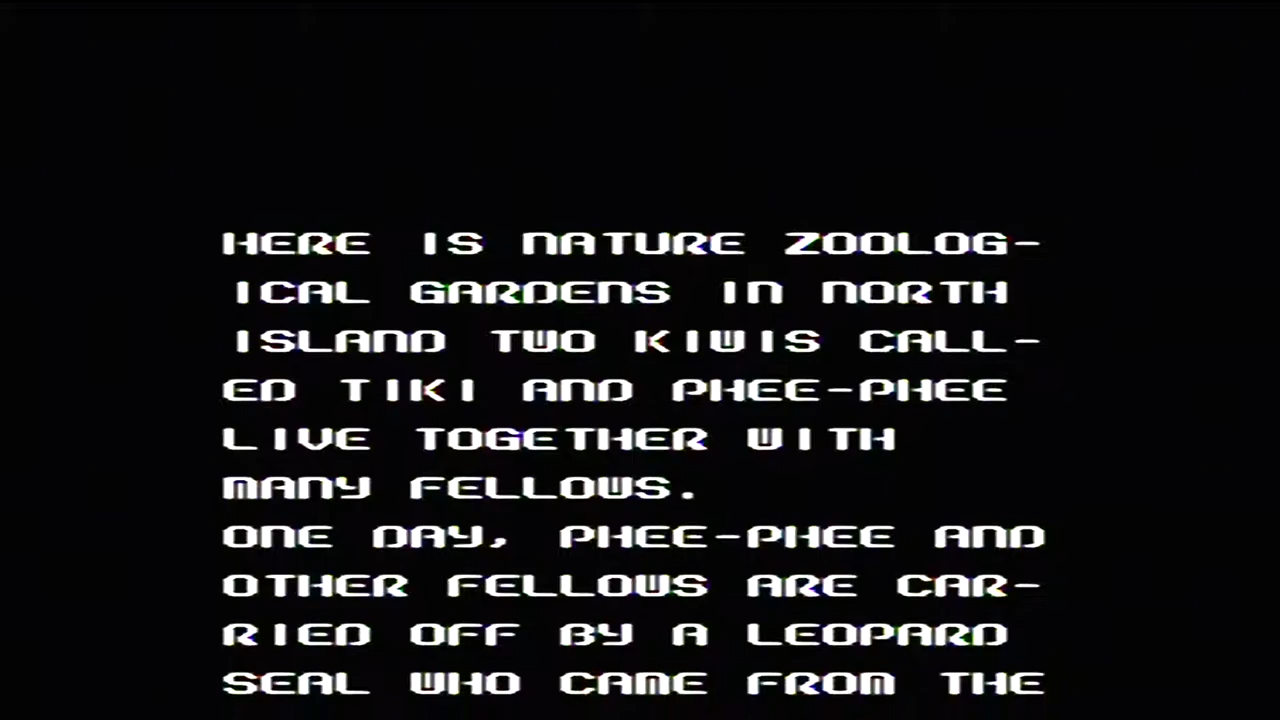 HERE IS NATURE ZOOLOG-
ICAL GARDENS IN NORTH
ISLAND TWO KIWIS CALL-
ED TIKI AND PHEE-PHEE
LIVE TOGETHER WITH
MANY FELLOWS.
ONE DAY, PHEE-PHEE AND
OTHER FELLOWS ARE CAR-
RIED OFF BY A LEOPARD
SEAL WHO CAME FROM THE